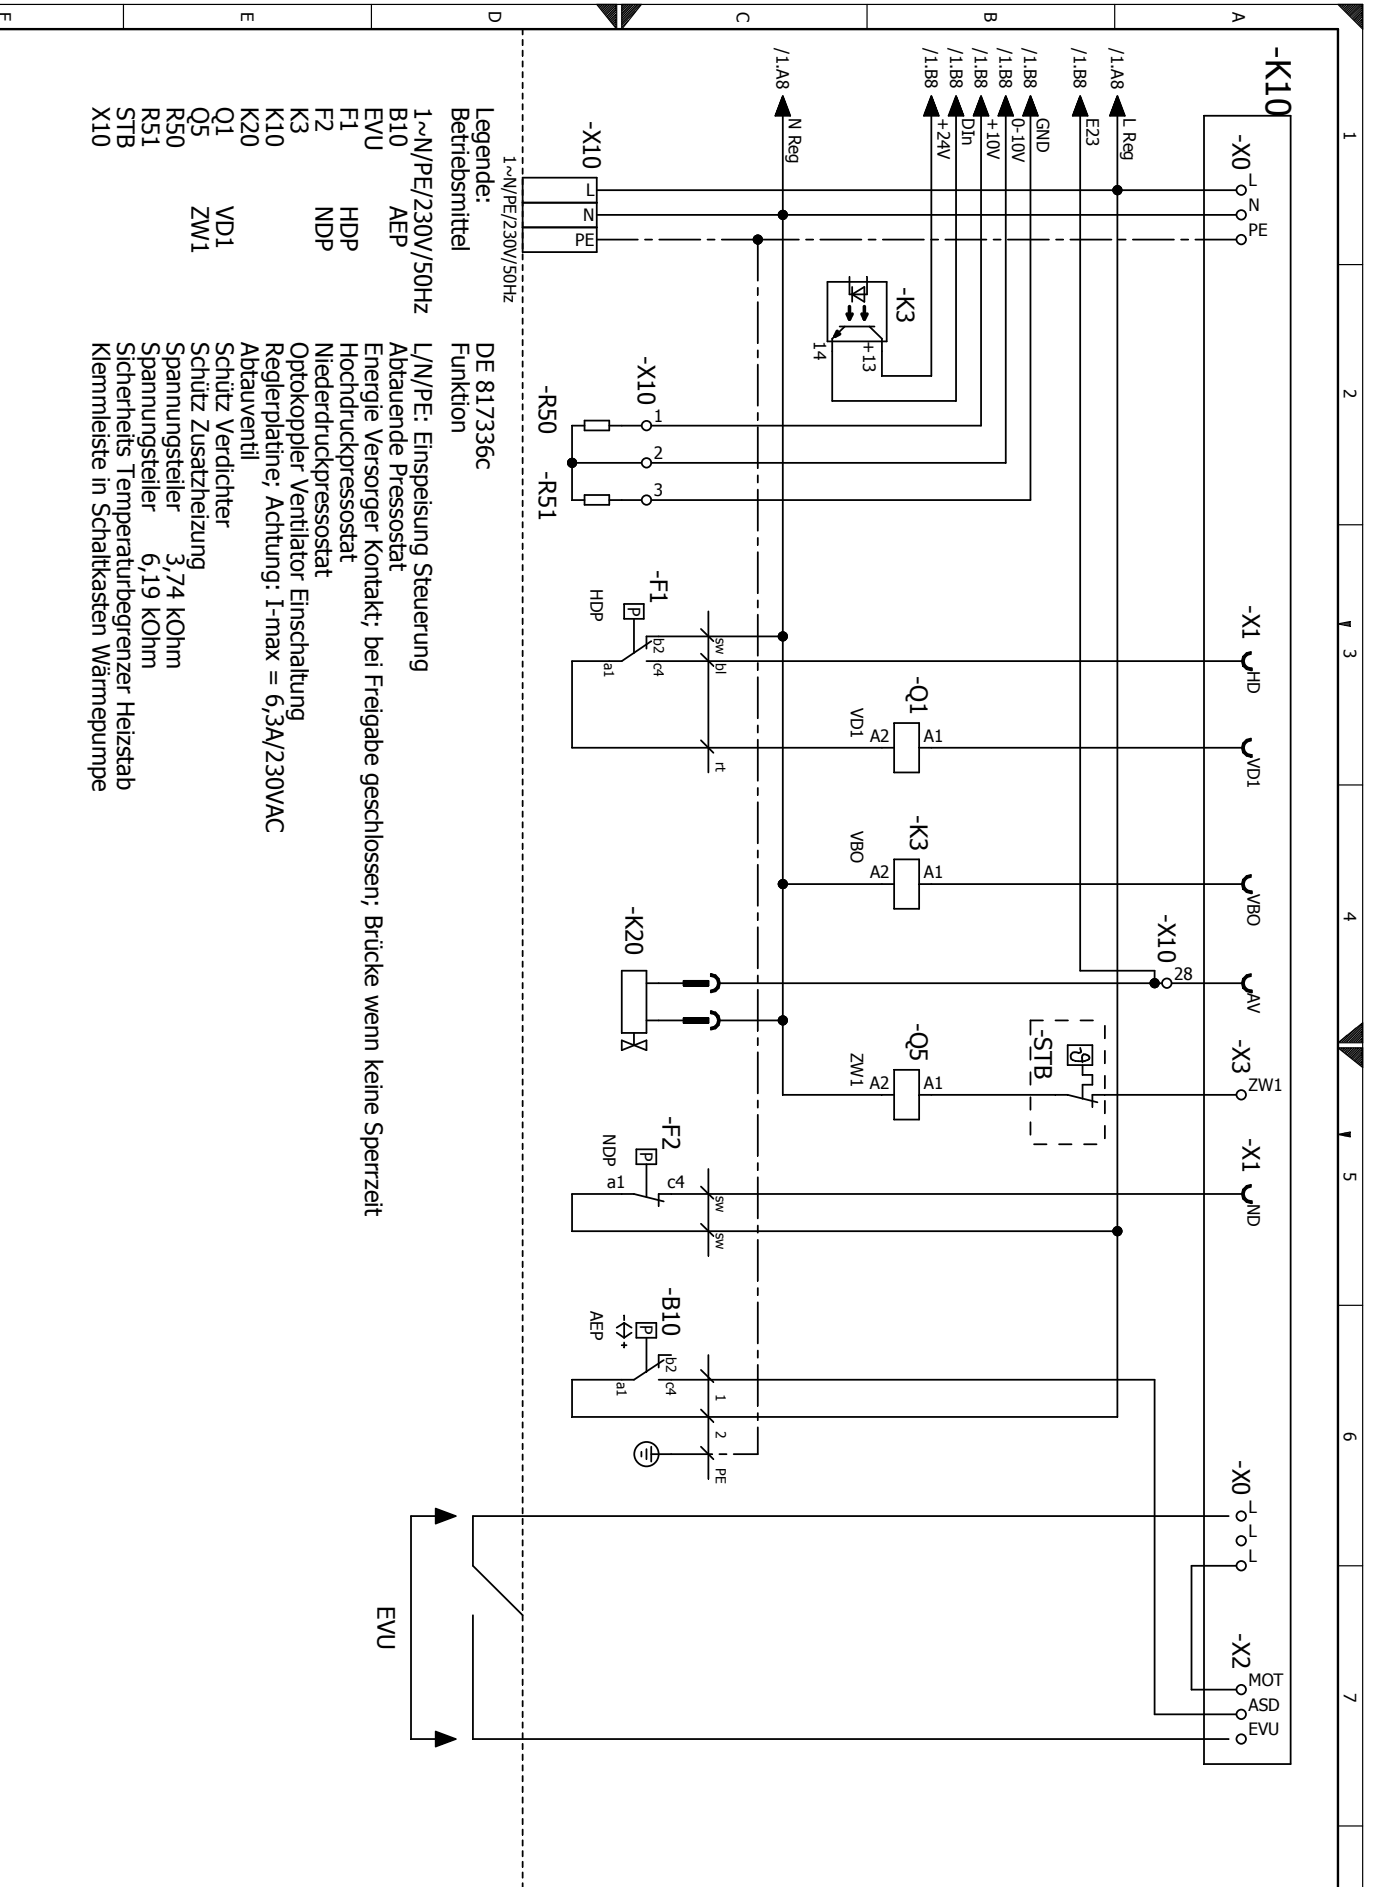 A
B
C
D
E
F
1
2
3
4
5
6
7
-K10
-X0
L
N
PE
-X1
HD
VD1
VBO
AV
-X3
ZW1
-X1
ND
-X0
L
L
L
-X2
MOT
ASD
EVU
/1.A8
L Reg
/1.B8
E23
/1.B8
GND
/1.B8
0-10V
/1.B8
+10V
/1.B8
DIn
/1.B8
+24V
/1.A8
N Reg
-K3
+13
14
-X10
1
2
3
-R50
-R51
-X10
28
-STB
-Q1
A1
A2
VD1
-K3
A1
A2
VBO
-Q5
A1
A2
ZW1
-K20
-F1
P
HDP
sw
b2
bl
c4
a1
rt
-F2
P
NDP
a1
c4
sw
sw
-B10
P
- +
AEP
b2
c4
a1
1
2
PE
-X10
L
N
PE
1~N/PE/230V/50Hz
EVU
Legende: DE 817336c
Betriebsmittel Funktion
1~N/PE/230V/50Hz L/N/PE: Einspeisung Steuerung
B10 AEP Abtauende Pressostat
EVU Energie Versorger Kontakt; bei Freigabe geschlossen; Brücke wenn keine Sperrzeit
F1 HDP Hochdruckpressostat
F2 NDP Niederdruckpressostat
K3 Optokoppler Ventilator Einschaltung
K10 Reglerplatine; Achtung: I-max = 6,3A/230VAC
K20 Abtauventil
Q1 VD1 Schütz Verdichter
Q5 ZW1 Schütz Zusatzheizung
R50 Spannungsteiler 3,74 kOhm
R51 Spannungsteiler 6,19 kOhm
STB Sicherheits Temperaturbegrenzer Heizstab
X10 Klemmleiste in Schaltkasten Wärmepumpe